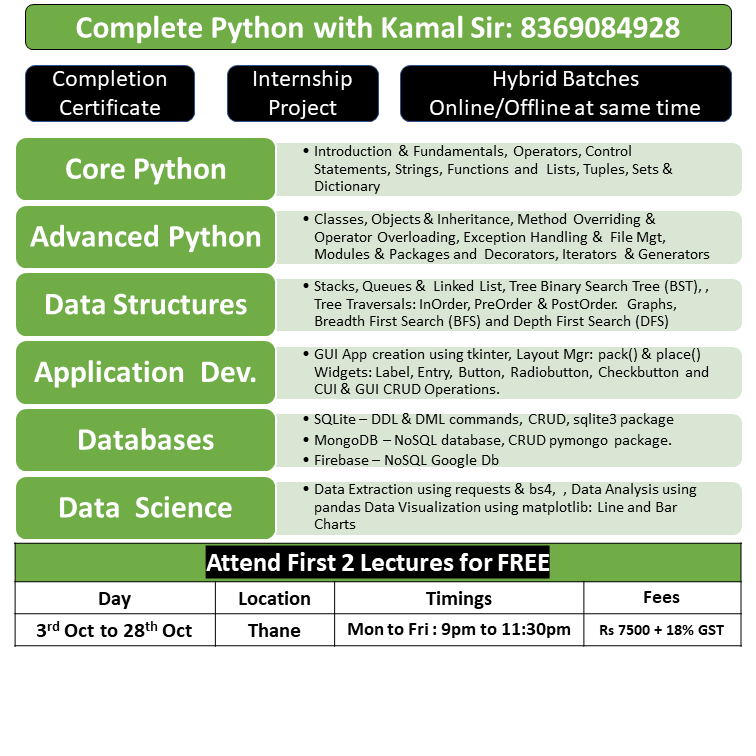 Complete Python with Kamal Sir: 8369084928
Completion
Certificate
Internship
Project
Hybrid Batches
Online/Offline at same time
Core Python
• Introduction & Fundamentals, Operators, Control
Statements, Strings, Functions and Lists, Tuples, Sets &
Dictionary
Advanced Python
• Classes, Objects & Inheritance, Method Overriding &
Operator Overloading, Exception Handling & File Mgt,
Modules & Packages and Decorators, Iterators & Generators
Data Structures
• Stacks, Queues & Linked List, Tree Binary Search Tree (BST), ,
Tree Traversals: InOrder, PreOrder & PostOrder. Graphs,
Breadth First Search (BFS) and Depth First Search (DFS)
Application Dev.
• GUI App creation using tkinter, Layout Mgr: pack() & place()
Widgets: Label, Entry, Button, Radiobutton, Checkbutton and
CUI & GUI CRUD Operations.
Databases
• SQLite – DDL & DML commands, CRUD, sqlite3 package
• MongoDB – NoSQL database, CRUD pymongo package.
• Firebase – NoSQL Google Db
Data Science
• Data Extraction using requests & bs4, , Data Analysis using
pandas Data Visualization using matplotlib: Line and Bar
Charts
Attend First 2 Lectures for FREE
Day Location Timings Fees
3rd Oct to 28th Oct Thane Mon to Fri : 9pm to 11:30pm Rs 7500 + 18% GST